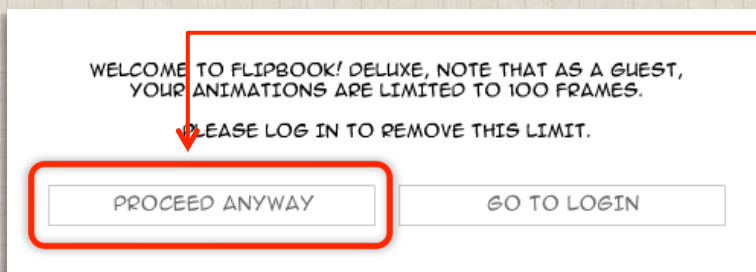 WELCOME TO FLIPBOOK! DELUXE, NOTE THAT AS A GUEST,
YOUR ANIMATIONS ARE LIMITED TO 100 FRAMES.
PLEASE LOG IN TO REMOVE THIS LIMIT.
PROCEED ANYWAY
GO TO LOGIN